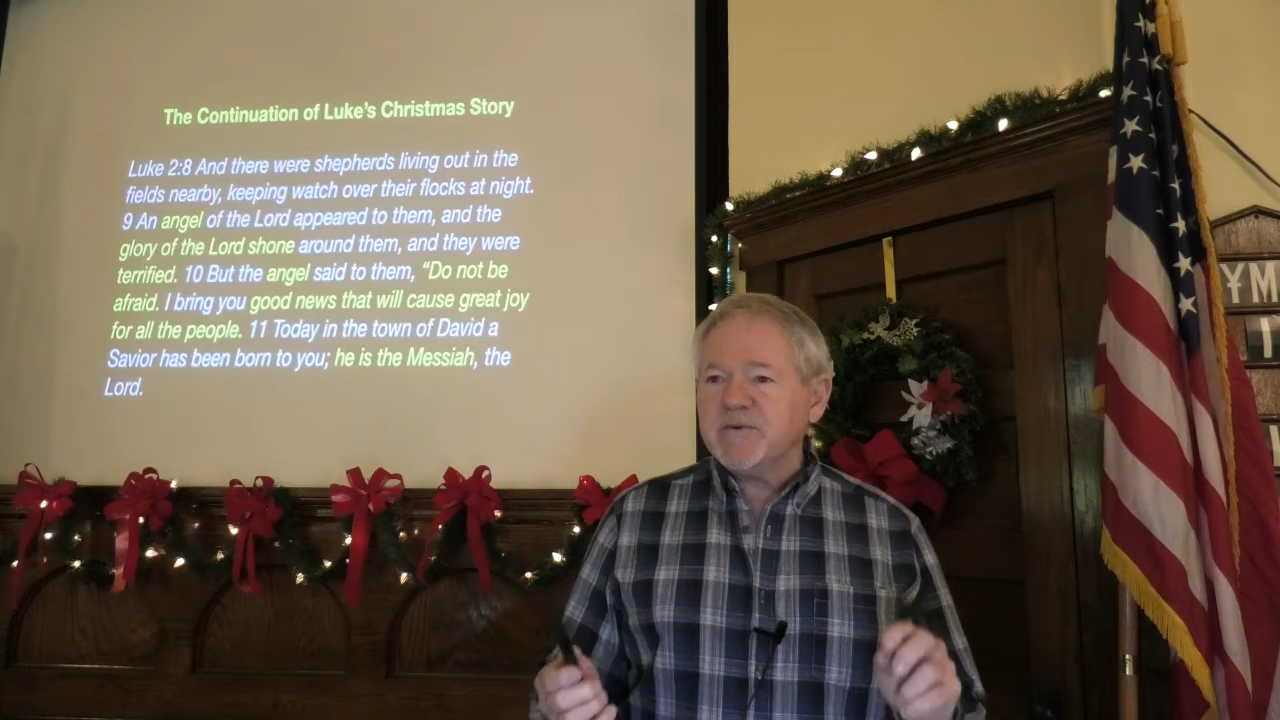 The Continuation of Luke's Christmas Story
Luke 2:8 And there were shepherds living out in the
fields nearby, keeping watch over their flocks at night.
9 An angel of the Lord appeared to them, and the
glory of the Lord shone around them, and they were
terrified. 10 But the angel said to them, “Do not be
afraid. I bring you good news that will cause great joy
for all the people. 11 Today in the town of David a
Savior has been born to you; he is the Messiah, the
Lord.